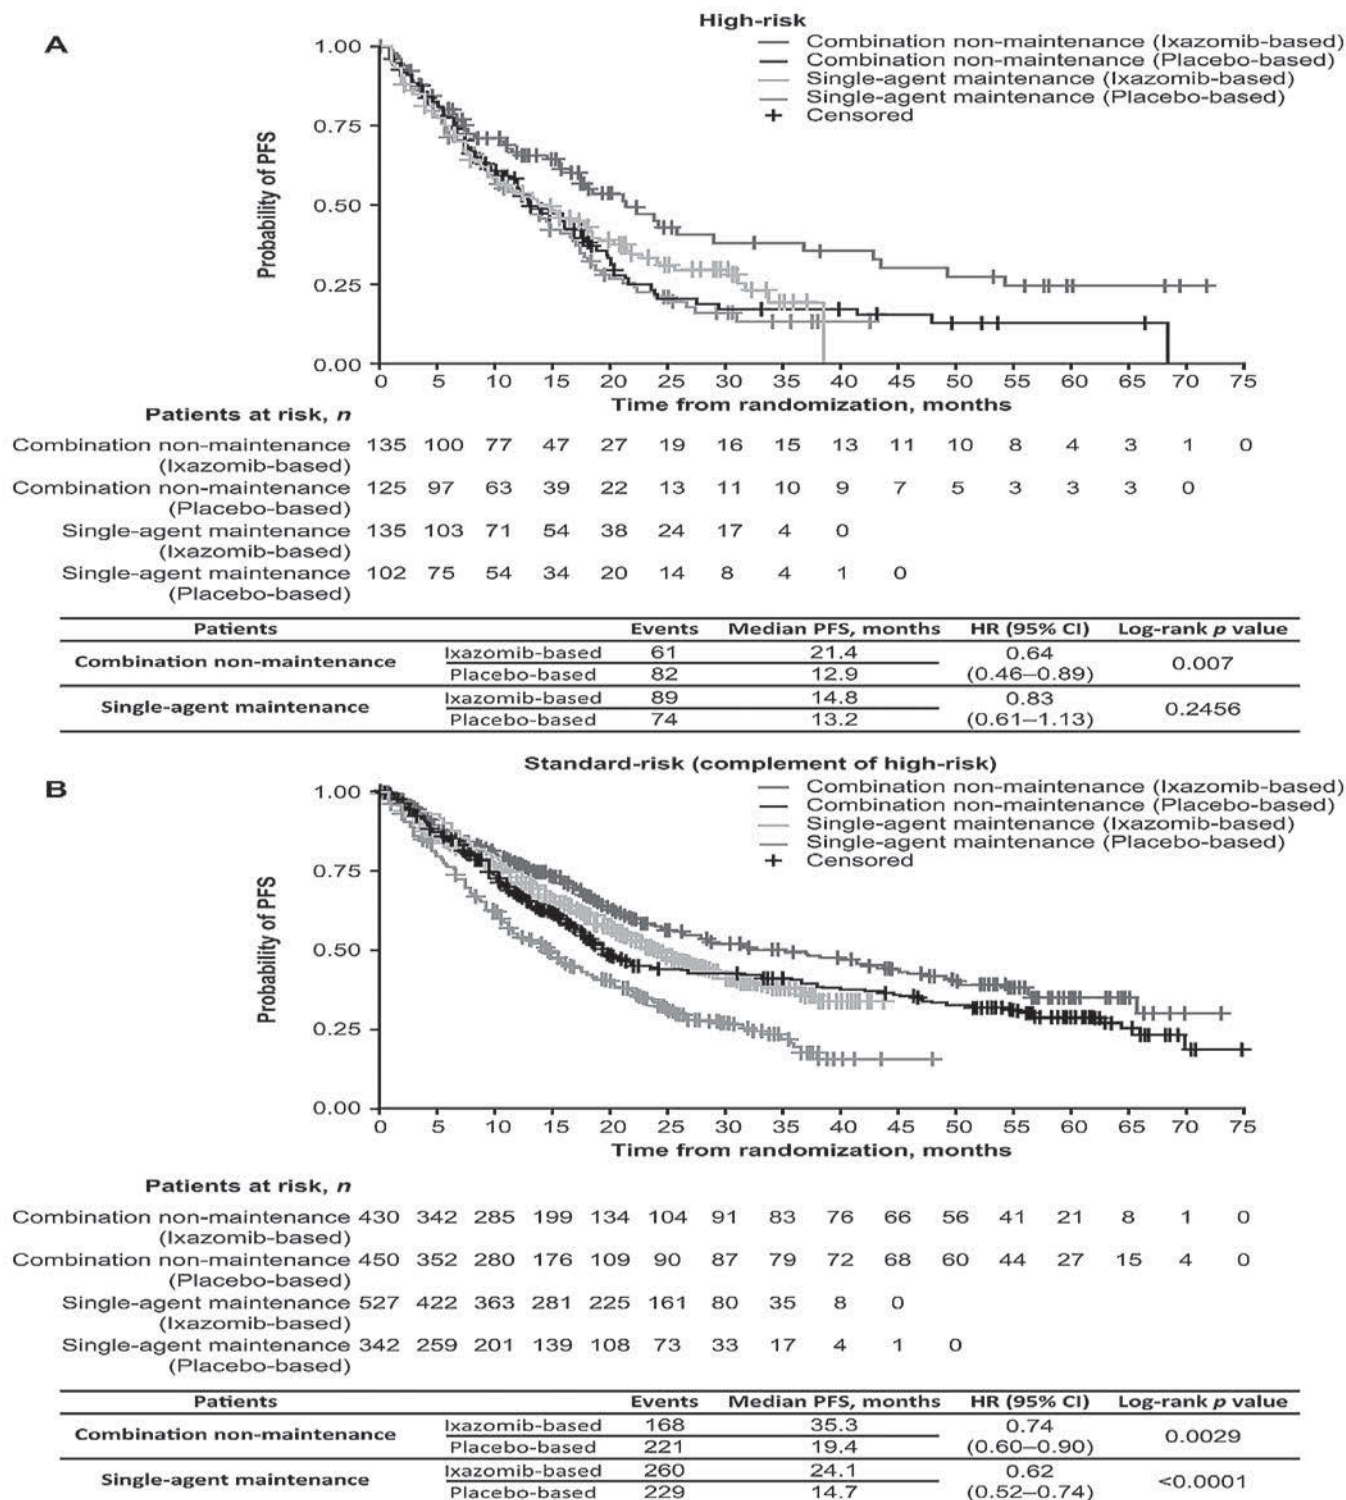 A
High-risk
Combination non-maintenance (Ixazomib-based)
Combination non-maintenance (Placebo-based)
Single-agent maintenance (Ixazomib-based)
Single-agent maintenance (Placebo-based)
Censored
Probability of PFS
1.00
0.75
0.50
0.25
0.00
0 5 10 15 20 25 30 35 40 45 50 55 60 65 70 75
Time from randomization, months
Patients at risk, n
Combination non-maintenance 135 100 77 47 27 19 16 15 13 11 10 8 4 3 1 0
(Ixazomib-based)
Combination non-maintenance 125 97 63 39 22 13 11 10 9 7 5 3 3 3 0
(Placebo-based)
Single-agent maintenance 135 103 71 54 38 24 17 4 0
(Ixazomib-based)
Single-agent maintenance 102 75 54 34 20 14 8 4 1 0
(Placebo-based)
Patients Events Median PFS, months HR (95% CI) Log-rank p value
Combination non-maintenance Ixazomib-based 61 21.4 0.64 0.007
Placebo-based 82 12.9 (0.46–0.89)
Single-agent maintenance Ixazomib-based 89 14.8 0.83 0.2456
Placebo-based 74 13.2 (0.61–1.13)
B
Standard-risk (complement of high-risk)
Combination non-maintenance (Ixazomib-based)
Combination non-maintenance (Placebo-based)
Single-agent maintenance (Ixazomib-based)
Single-agent maintenance (Placebo-based)
Censored
Probability of PFS
1.00
0.75
0.50
0.25
0.00
0 5 10 15 20 25 30 35 40 45 50 55 60 65 70 75
Time from randomization, months
Patients at risk, n
Combination non-maintenance 430 342 285 199 134 104 91 83 76 66 56 41 21 8 1 0
(Ixazomib-based)
Combination non-maintenance 450 352 280 176 109 90 87 79 72 68 60 44 27 15 4 0
(Placebo-based)
Single-agent maintenance 527 422 363 281 225 161 80 35 8 0
(Ixazomib-based)
Single-agent maintenance 342 259 201 139 108 73 33 17 4 1 0
(Placebo-based)
Patients Events Median PFS, months HR (95% CI) Log-rank p value
Combination non-maintenance Ixazomib-based 168 35.3 0.74 0.0029
Placebo-based 221 19.4 (0.60–0.90)
Single-agent maintenance Ixazomib-based 260 24.1 0.62 <0.0001
Placebo-based 229 14.7 (0.52–0.74)